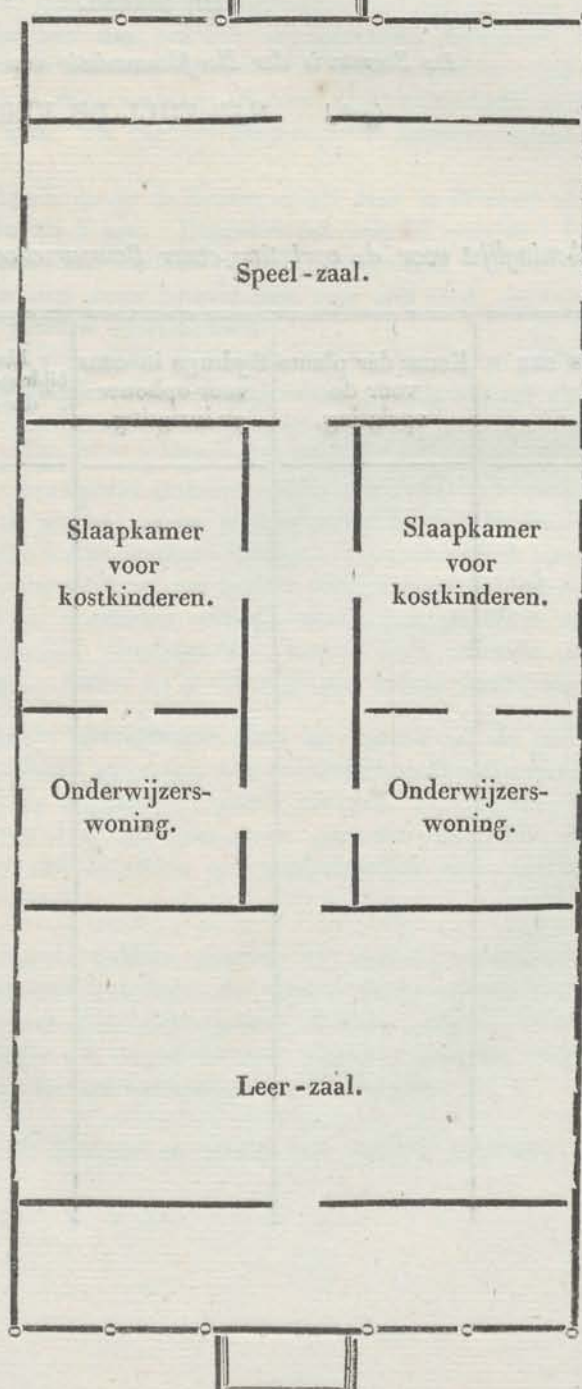 Speel-zaal.
Slaapkamer
voor
kostkinderen.
Slaapkamer
voor
kostkinderen.
Onderwijzers-
woning.
Onderwijzers-
woning.
Leer-zaal.